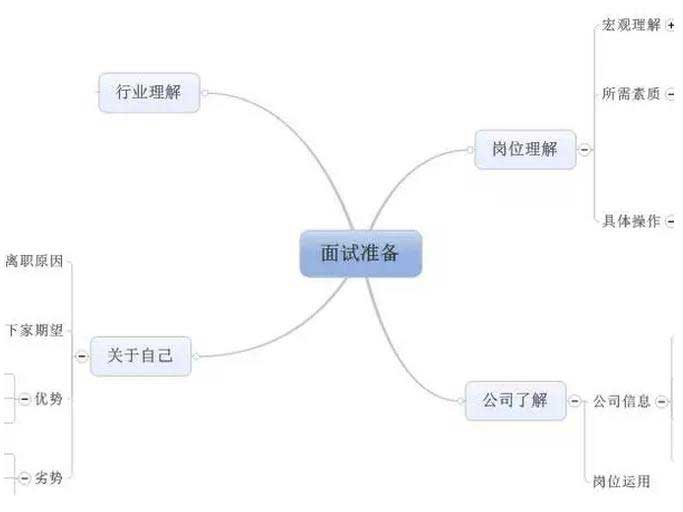 宏观理解
行业理解
所需素质
岗位理解
具体操作
面试准备
离职原因
下家期望
关于自己
优势
公司了解
公司信息
劣势
岗位运用